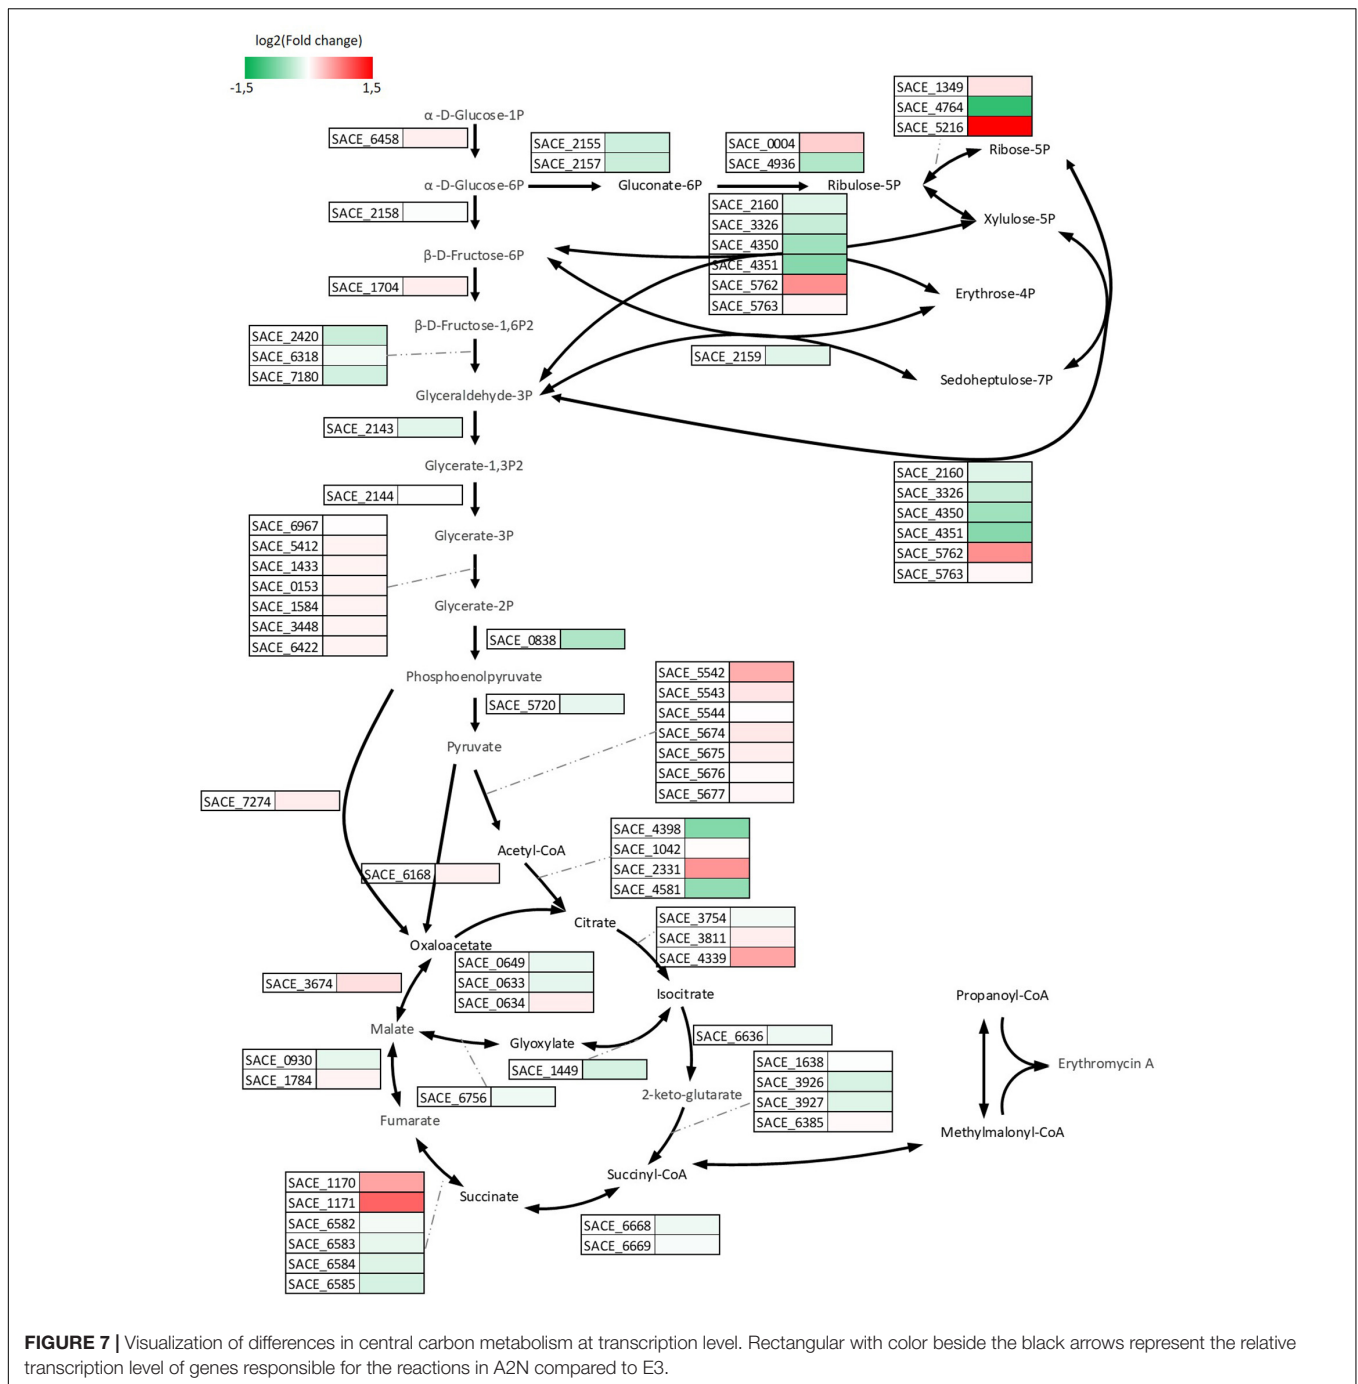 log2(Fold change)
-1,5
1,5
α-D-Glucose-1P
SACE_6458
SACE_2155
SACE_2157
SACE_0004
SACE_4936
SACE_1349
SACE_4764
SACE_5216
Ribose-5P
α-D-Glucose-6P
Gluconate-6P
Ribulose-5P
SACE_2158
SACE_2160
SACE_3326
SACE_4350
SACE_4351
SACE_5762
SACE_5763
Xylulose-5P
β-D-Fructose-6P
SACE_1704
Erythrose-4P
β-D-Fructose-1,6P2
SACE_2420
SACE_6318
SACE_7180
SACE_2159
Sedoheptulose-7P
Glyceraldehyde-3P
SACE_2143
Glycerate-1,3P2
SACE_2144
SACE_2160
SACE_3326
SACE_4350
SACE_4351
SACE_5762
SACE_5763
Glycerate-3P
SACE_6967
SACE_5412
SACE_1433
SACE_0153
SACE_1584
SACE_3448
SACE_6422
Glycerate-2P
SACE_0838
Phosphoenolpyruvate
SACE_5720
SACE_5542
SACE_5543
SACE_5544
SACE_5674
SACE_5675
SACE_5676
SACE_5677
Pyruvate
SACE_7274
SACE_4398
SACE_1042
SACE_2331
SACE_4581
Acetyl-CoA
SACE_6168
Citrate
SACE_3754
SACE_3811
SACE_4339
Oxaloacetate
SACE_0649
SACE_0633
SACE_0634
SACE_3674
Isocitrate
Propanoyl-CoA
Malate
Glyoxylate
SACE_6636
SACE_0930
SACE_1784
SACE_1449
SACE_1638
SACE_3926
SACE_3927
SACE_6385
Erythromycin A
SACE_6756
2-keto-glutarate
Fumarate
Methylmalonyl-CoA
Succinyl-CoA
SACE_1170
SACE_1171
SACE_6582
SACE_6583
SACE_6584
SACE_6585
Succinate
SACE_6668
SACE_6669
FIGURE 7 | Visualization of differences in central carbon metabolism at transcription level. Rectangular with color beside the black arrows represent the relative
transcription level of genes responsible for the reactions in A2N compared to E3.